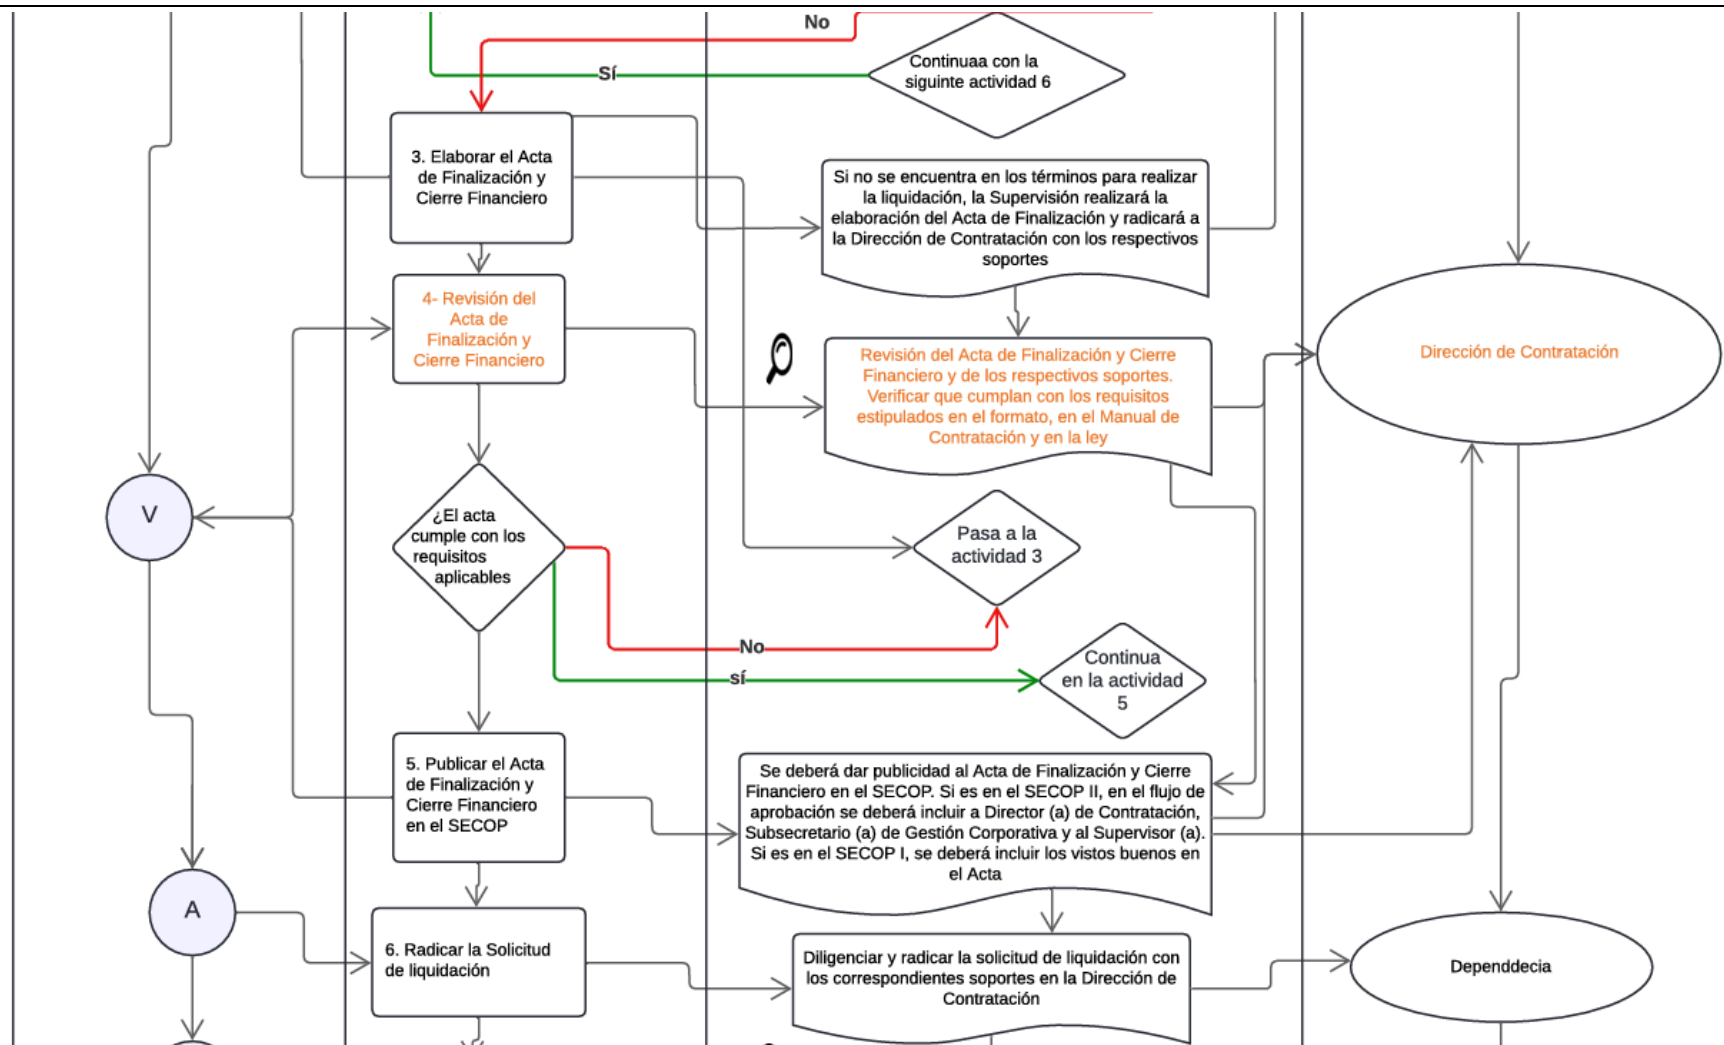 No
Continuaa con la
siguinte actividad 6
Sí
3. Elaborar el Acta
de Finalización y
Cierre Financiero
Si no se encuentra en los términos para realizar
la liquidación, la Supervisión realizará la
elaboración del Acta de Finalización y radicará a
la Dirección de Contratación con los respectivos
soportes
4- Revisión del
Acta de
Finalización y
Cierre Financiero
Revisión del Acta de Finalización y Cierre
Financiero y de los respectivos soportes.
Verificar que cumplan con los requisitos
estipulados en el formato, en el Manual de
Contratación y en la ley
Dirección de Contratación
V
¿El acta
cumple con los
requisitos
aplicables
Pasa a la
actividad 3
No
sí
Continua
en la actividad
5
5. Publicar el Acta
de Finalización y
Cierre Financiero
en el SECOP
Se deberá dar publicidad al Acta de Finalización y Cierre
Financiero en el SECOP. Si es en el SECOP II, en el flujo de
aprobación se deberá incluir a Director (a) de Contratación,
Subsecretario (a) de Gestión Corporativa y al Supervisor (a).
Si es en el SECOP I, se deberá incluir los vistos buenos en
el Acta
A
6. Radicar la Solicitud
de liquidación
Diligenciar y radicar la solicitud de liquidación con
los correspondientes soportes en la Dirección de
Contratación
Dependdecia